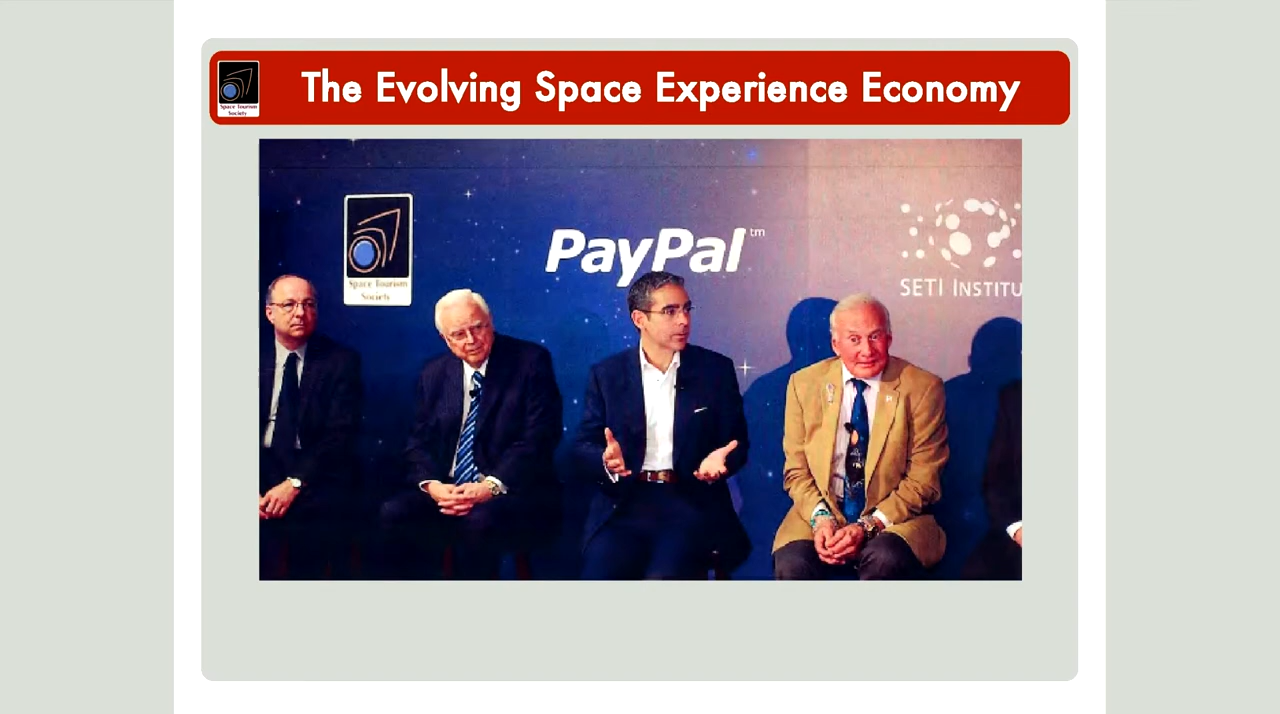 The Evolving Space Experience Economy
Space Tourism
Society
Space Tourism
Society
PayPal™
SETI INSTITU